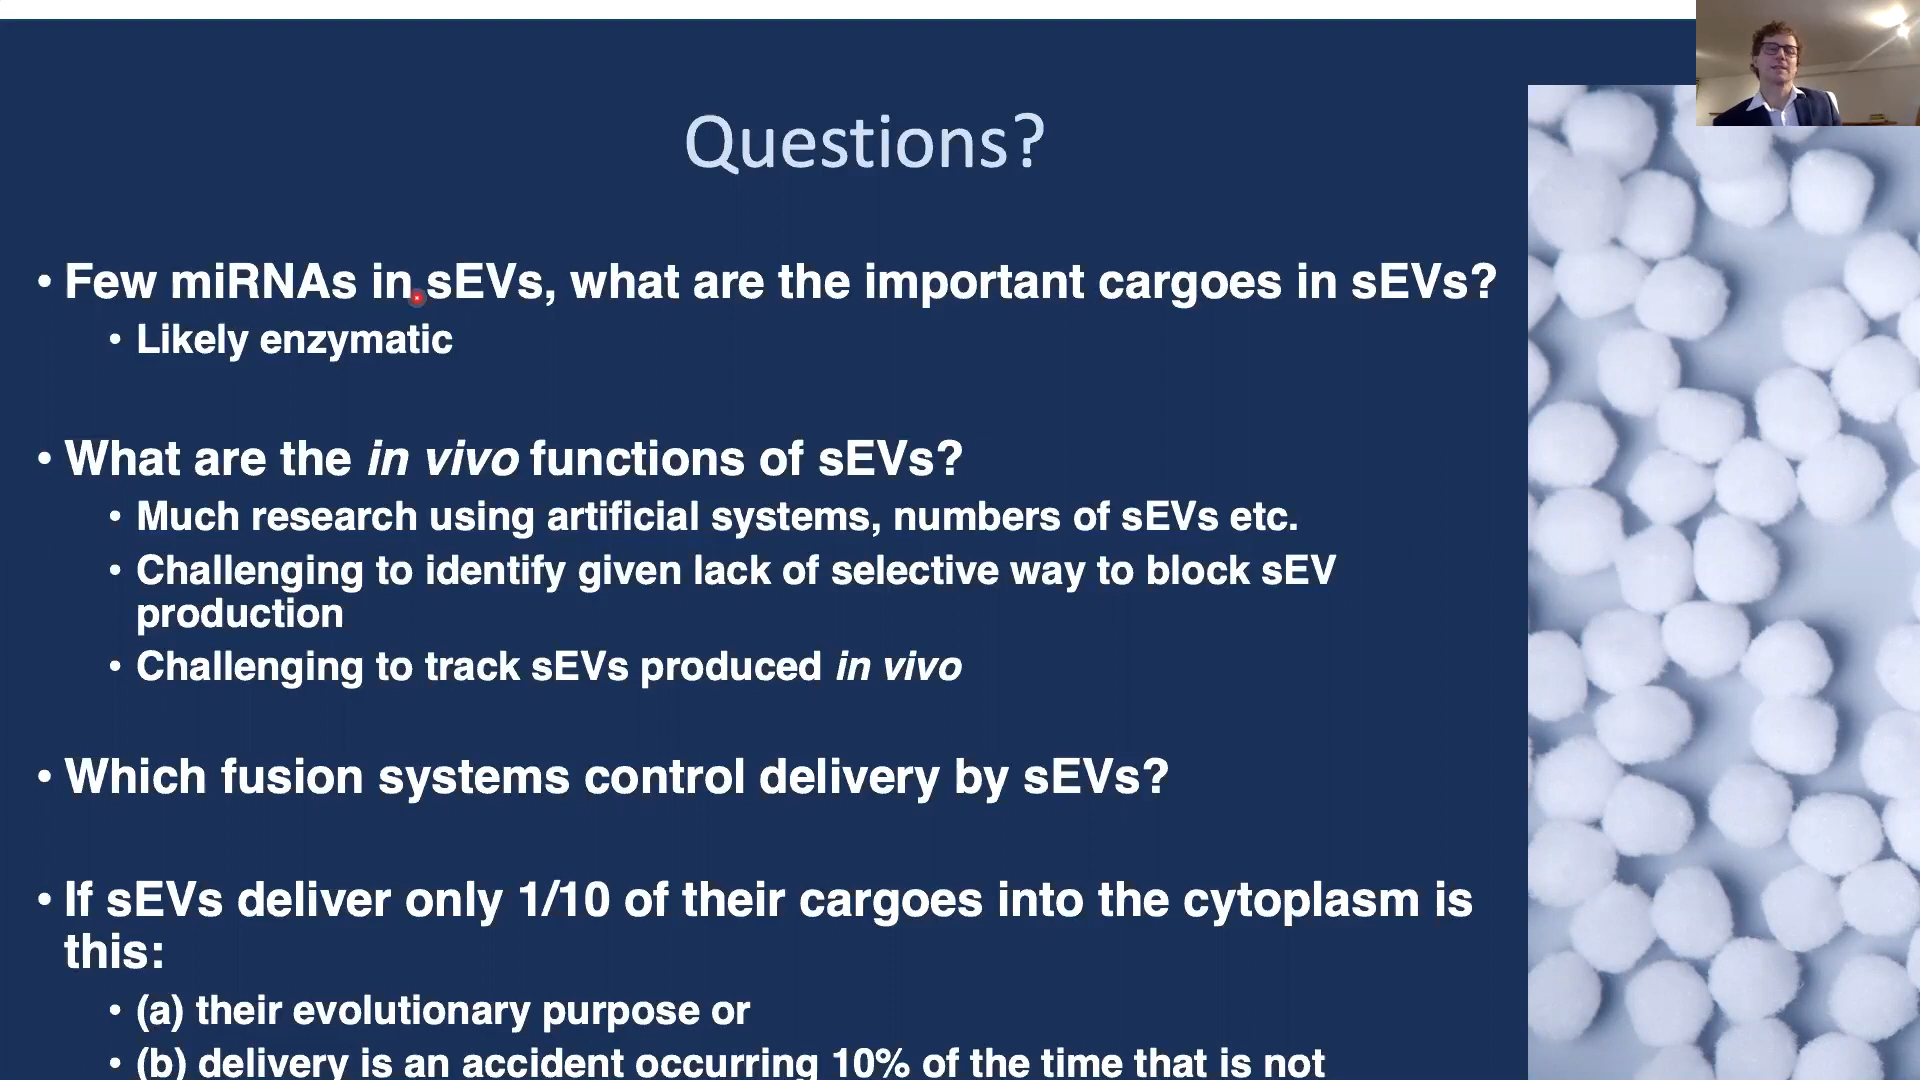 Questions?
• Few miRNAs in sEVs, what are the important cargoes in sEVs?
• Likely enzymatic
• What are the in vivo functions of sEVs?
• Much research using artificial systems, numbers of sEVs etc.
• Challenging to identify given lack of selective way to block sEV
production
• Challenging to track sEVs produced in vivo
• Which fusion systems control delivery by sEVs?
• If sEVs deliver only 1/10 of their cargoes into the cytoplasm is
this:
• (a) their evolutionary purpose or
• (b) delivery is an accident occurring 10% of the time that is not